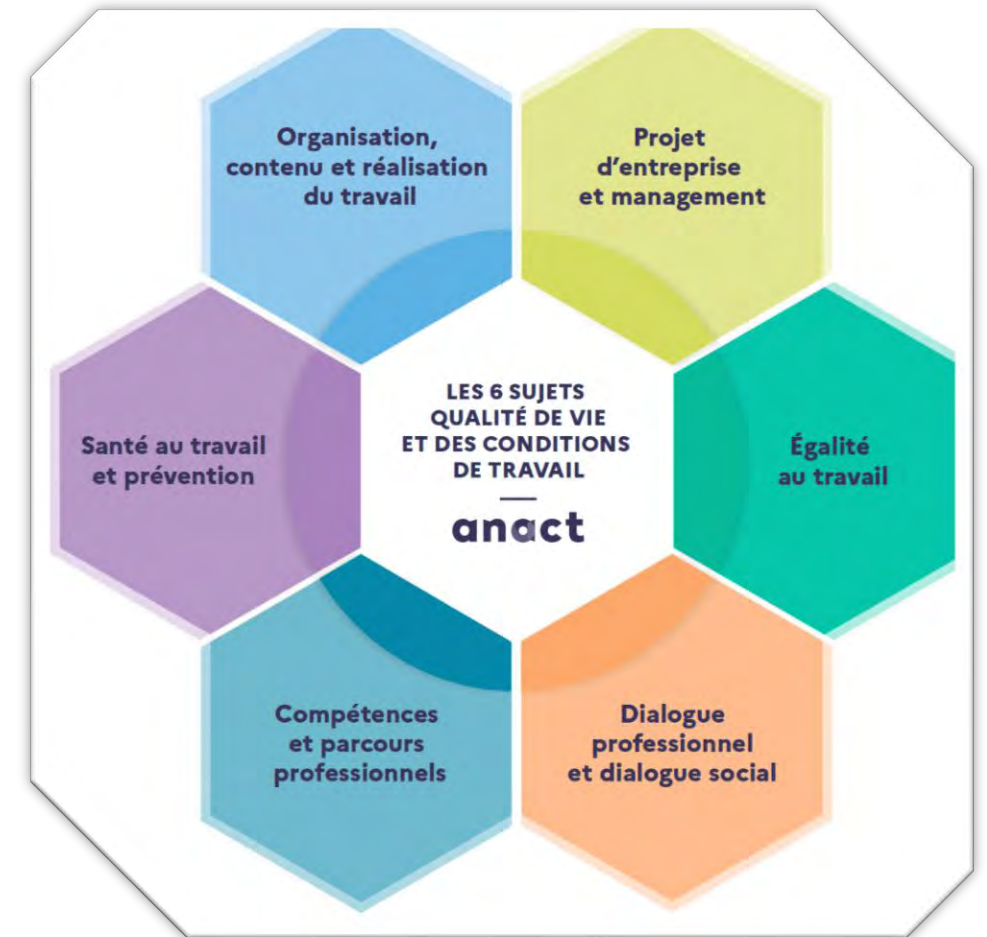 Organisation,
contenu et réalisation
du travail
Projet
d’entreprise
et management
Santé au travail
et prévention
LES 6 SUJETS
QUALITÉ DE VIE
ET DES CONDITIONS
DE TRAVAIL
anact
Égalité
au travail
Compétences
et parcours
professionnels
Dialogue
professionnel
et dialogue social